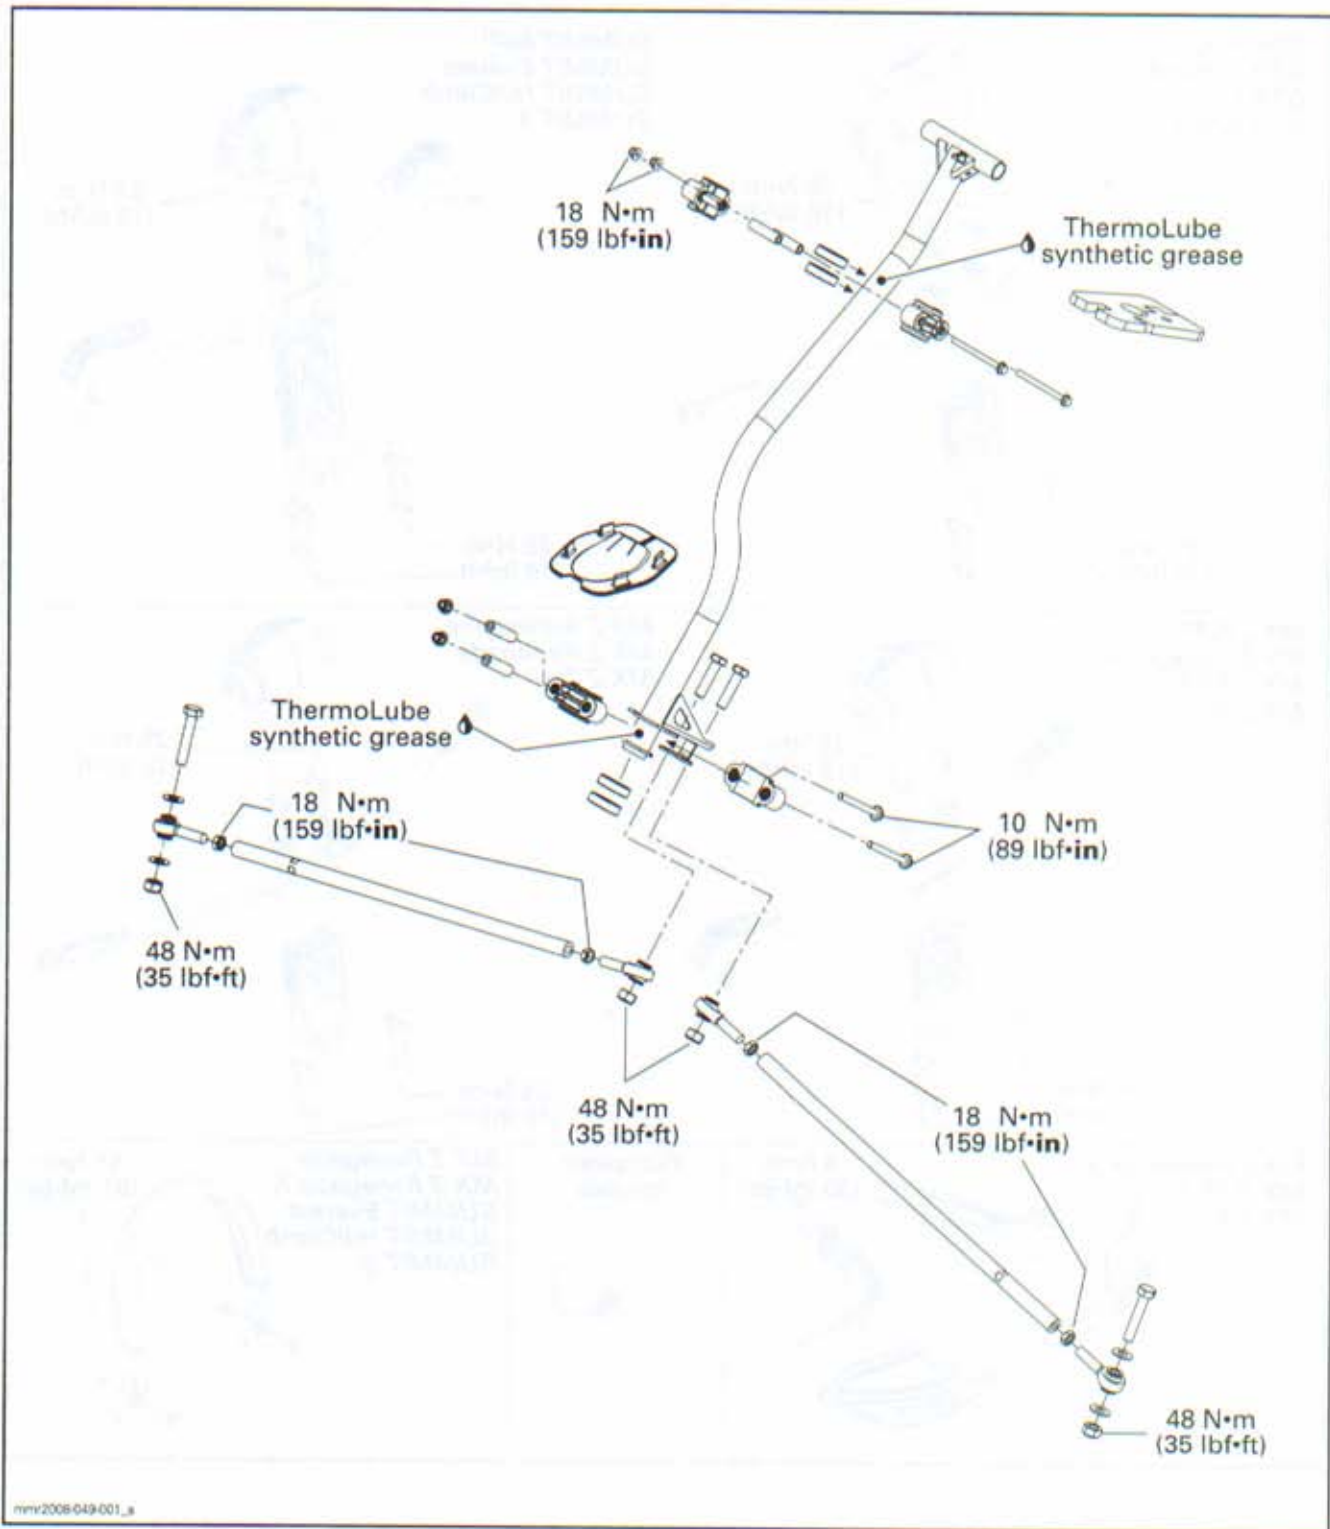 18 N•m
(159 lbf•in)
ThermoLube
synthetic grease
ThermoLube
synthetic grease
18 N•m
(159 lbf•in)
10 N•m
(89 lbf•in)
48 N•m
(35 lbf•ft)
48 N•m
(35 lbf•ft)
18 N•m
(159 lbf•in)
48 N•m
(35 lbf•ft)
mmr2008-049-001_a